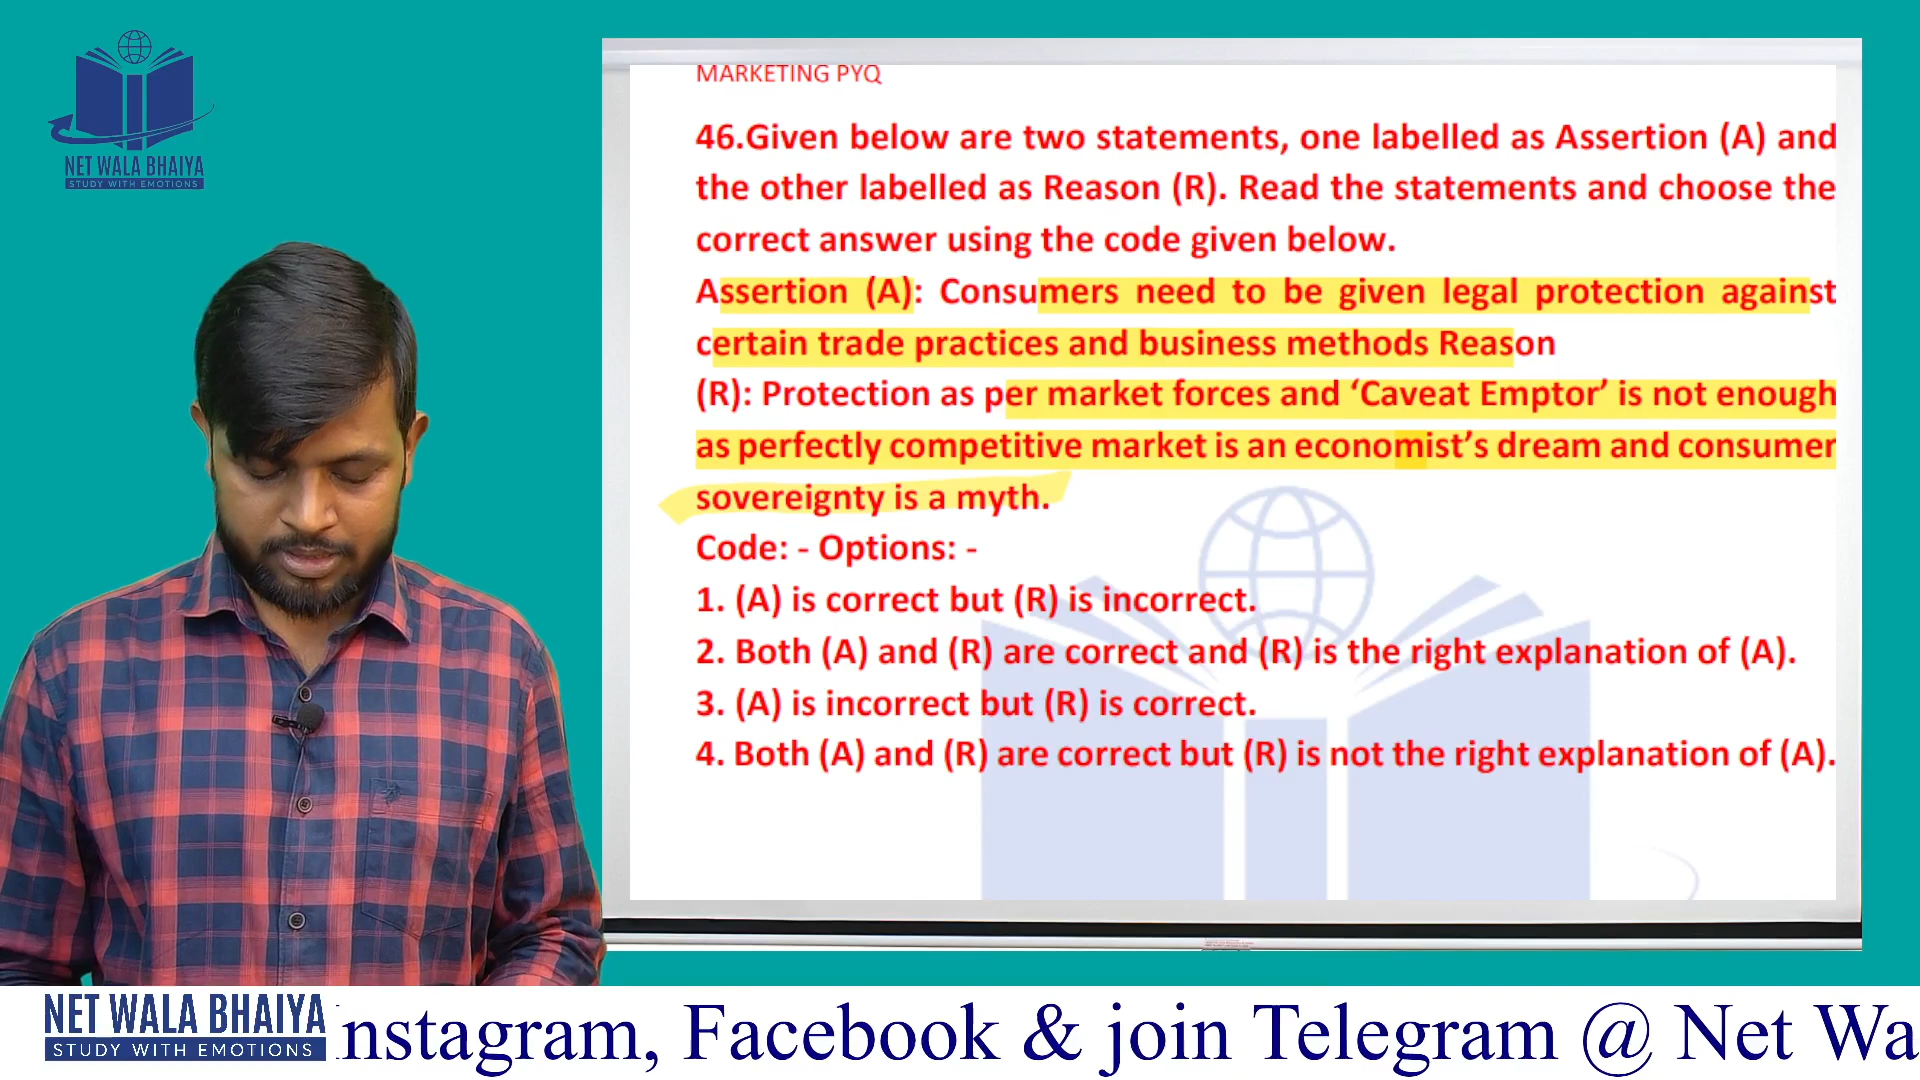 NET WALA BHAIYA
STUDY WITH EMOTIONS
MARKETING PYQ
46.Given below are two statements, one labelled as Assertion (A) and
the other labelled as Reason (R). Read the statements and choose the
correct answer using the code given below.
Assertion (A): Consumers need to be given legal protection against
certain trade practices and business methods Reason
(R): Protection as per market forces and ‘Caveat Emptor’ is not enough
as perfectly competitive market is an economist’s dream and consumer
sovereignty is a myth.
Code: - Options: -
1. (A) is correct but (R) is incorrect.
2. Both (A) and (R) are correct and (R) is the right explanation of (A).
3. (A) is incorrect but (R) is correct.
4. Both (A) and (R) are correct but (R) is not the right explanation of (A).
NET WALA BHAIYA
STUDY WITH EMOTIONS
nstagram, Facebook & join Telegram @ Net Wa